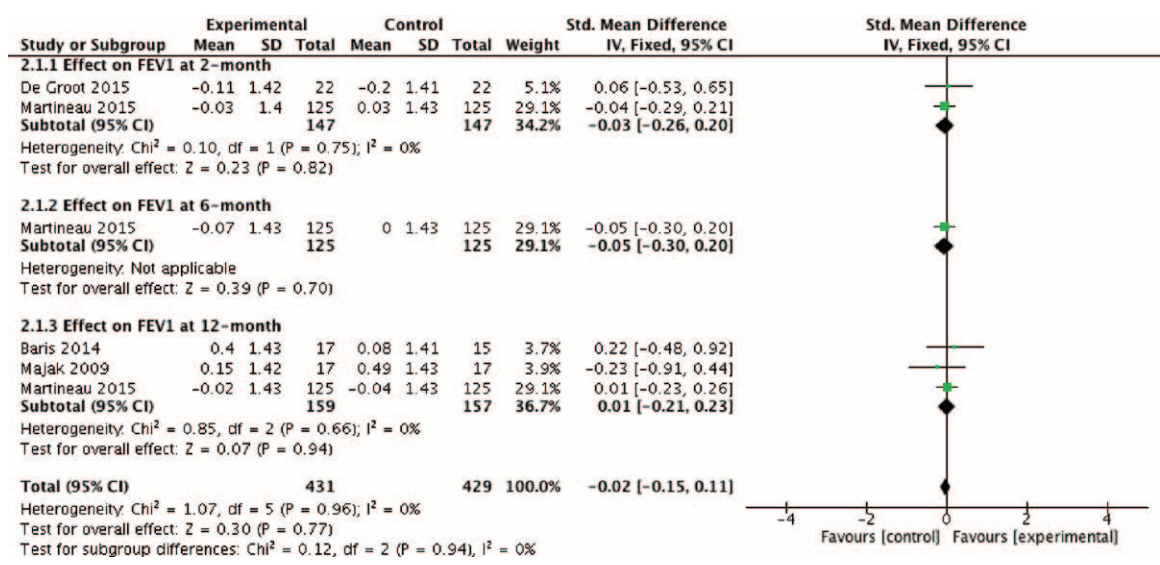 Experimental Control Std. Mean Difference Std. Mean Difference
Study or Subgroup Mean SD Total Mean SD Total Weight IV, Fixed, 95% CI IV, Fixed, 95% CI
2.1.1 Effect on FEV1 at 2-month
De Groot 2015 -0.11 1.42 22 -0.2 1.41 22 5.1% 0.06 [-0.53, 0.65]
Martineau 2015 -0.03 1.4 125 0.03 1.43 125 29.1% -0.04 [-0.29, 0.21]
Subtotal (95% CI) 147 147 34.2% -0.03 [-0.26, 0.20]
Heterogeneity: Chi² = 0.10, df = 1 (P = 0.75); I² = 0%
Test for overall effect: Z = 0.23 (P = 0.82)
2.1.2 Effect on FEV1 at 6-month
Martineau 2015 -0.07 1.43 125 0 1.43 125 29.1% -0.05 [-0.30, 0.20]
Subtotal (95% CI) 125 125 29.1% -0.05 [-0.30, 0.20]
Heterogeneity: Not applicable
Test for overall effect: Z = 0.39 (P = 0.70)
2.1.3 Effect on FEV1 at 12-month
Baris 2014 0.4 1.43 17 0.08 1.41 15 3.7% 0.22 [-0.48, 0.92]
Majak 2009 0.15 1.42 17 0.49 1.43 17 3.9% -0.23 [-0.91, 0.44]
Martineau 2015 -0.02 1.43 125 -0.04 1.43 125 29.1% 0.01 [-0.23, 0.26]
Subtotal (95% CI) 159 157 36.7% 0.01 [-0.21, 0.23]
Heterogeneity: Chi² = 0.85, df = 2 (P = 0.66); I² = 0%
Test for overall effect: Z = 0.07 (P = 0.94)
Total (95% CI) 431 429 100.0% -0.02 [-0.15, 0.11]
Heterogeneity: Chi² = 1.07, df = 5 (P = 0.96); I² = 0%
Test for overall effect: Z = 0.30 (P = 0.77)
Test for subgroup differences: Chi² = 0.12, df = 2 (P = 0.94), I² = 0%
-4 -2 0 2 4
Favours [control] Favours [experimental]